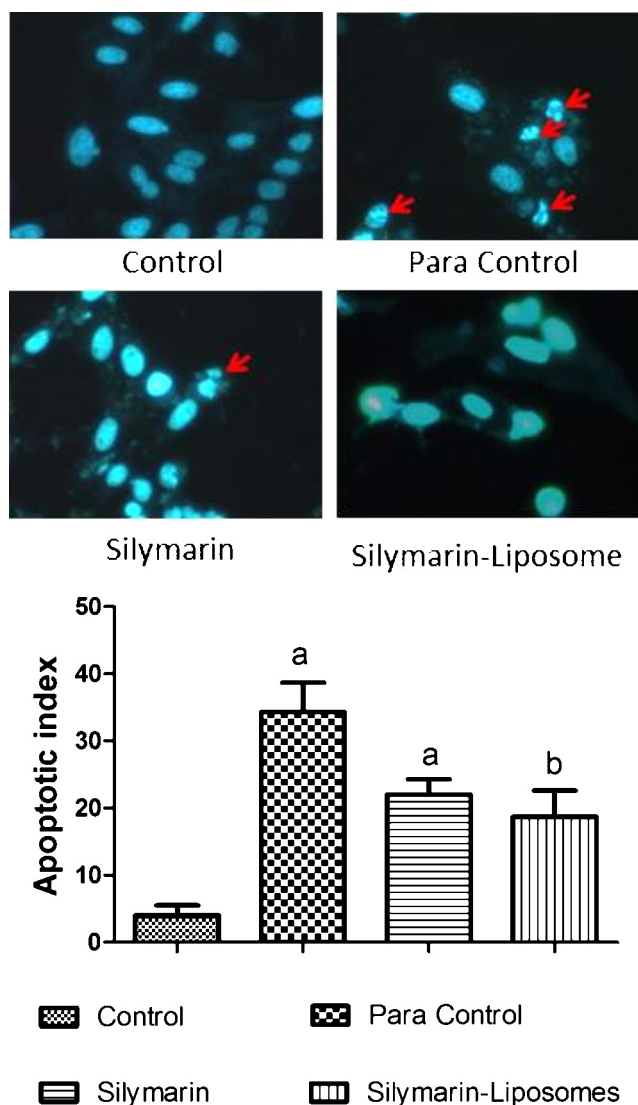 Control
Para Control
Silymarin
Silymarin-Liposome
Apoptotic index
50
40
30
20
10
0
a
a
b
Control
Para Control
Silymarin
Silymarin-Liposomes